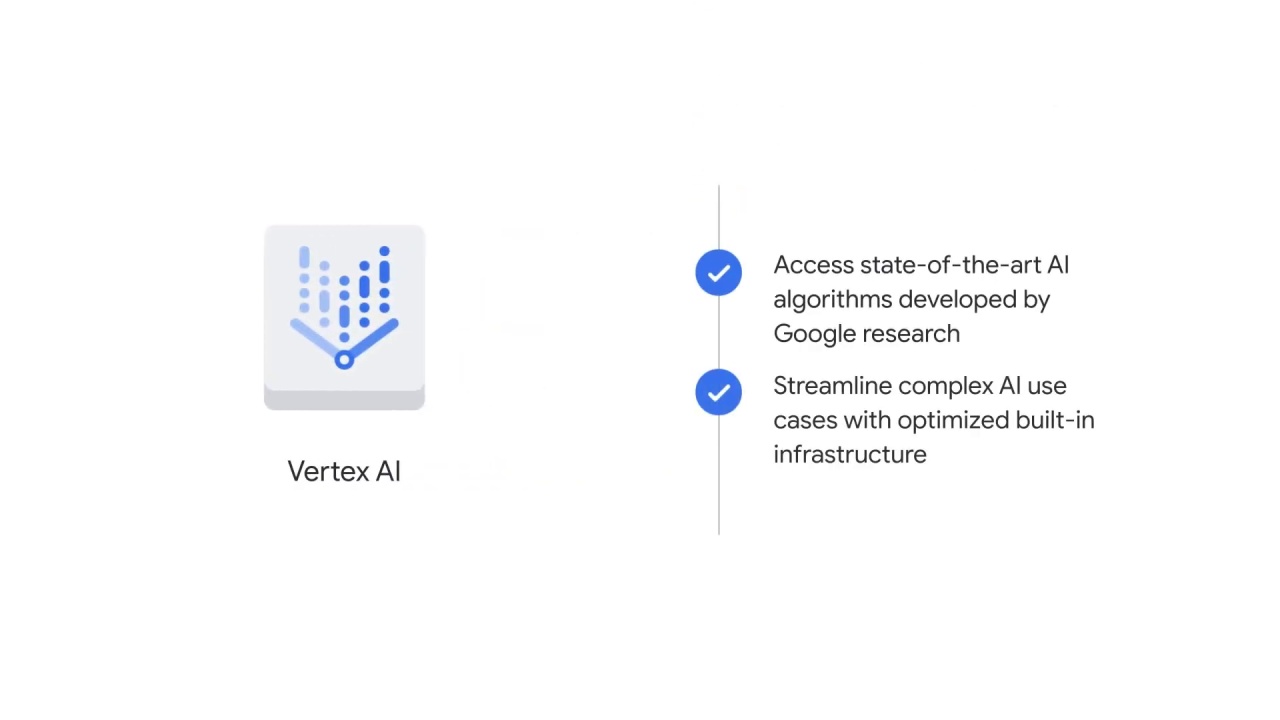 Vertex AI
Access state-of-the-art AI
algorithms developed by
Google research
Streamline complex AI use
cases with optimized built-in
infrastructure